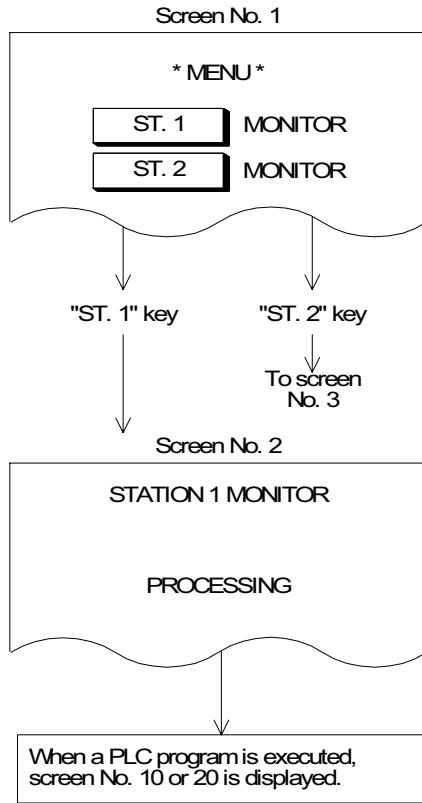 Screen No. 1
* MENU *
ST. 1 MONITOR
ST. 2 MONITOR
"ST. 1" key "ST. 2" key
To screen
No. 3
Screen No. 2
STATION 1 MONITOR
PROCESSING
When a PLC program is executed,
screen No. 10 or 20 is displayed.